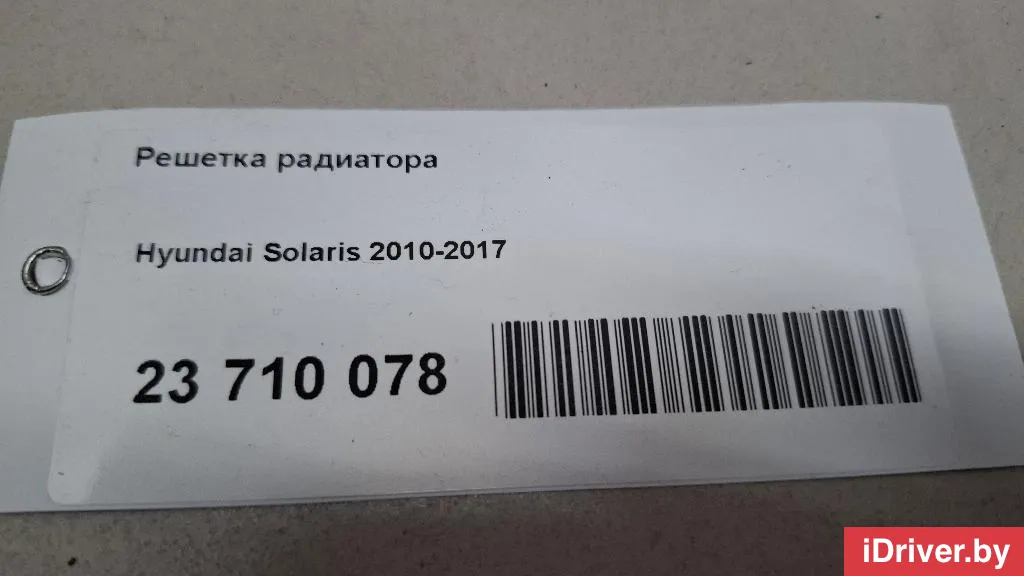 Решетка радиатора
Hyundai Solaris 2010-2017
23 710 078
iDriver.by